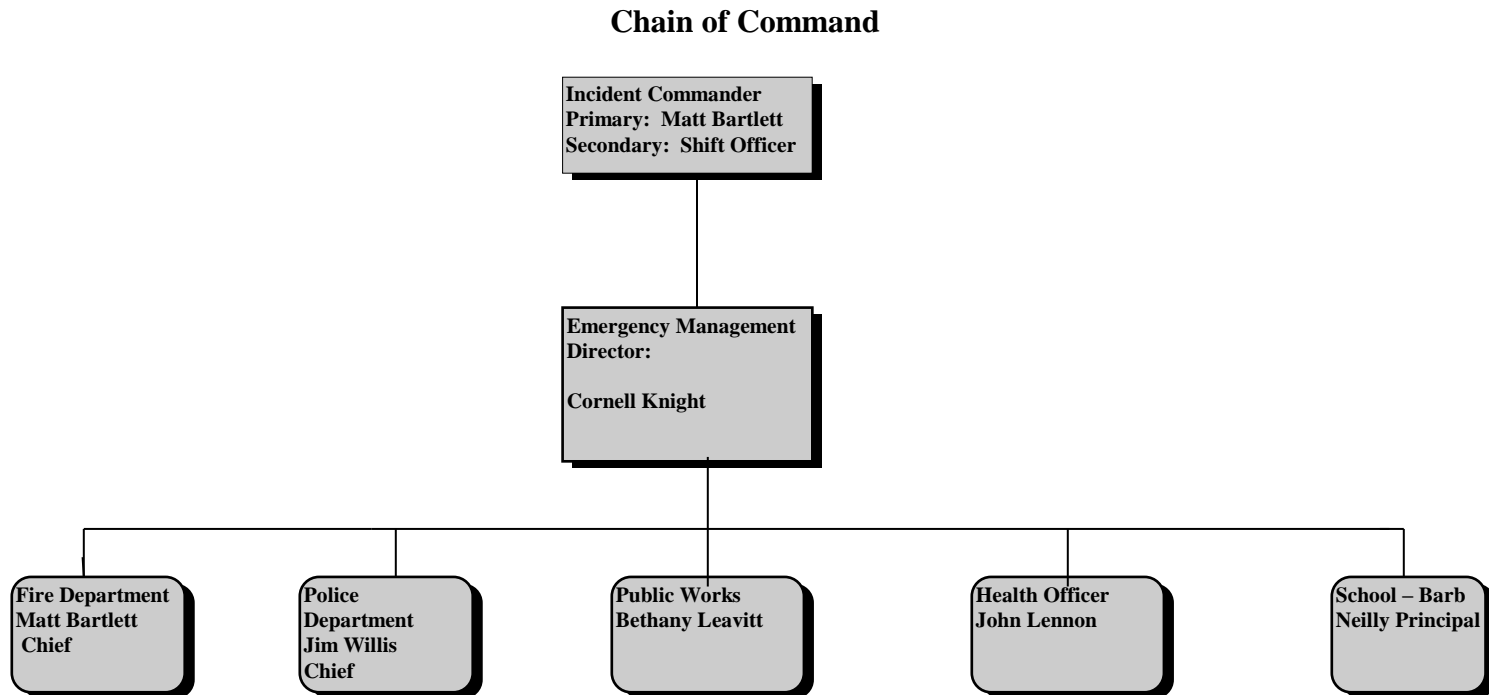 Chain of Command
Incident Commander
Primary: Matt Bartlett
Secondary: Shift Officer
Emergency Management
Director:
Cornell Knight
Fire Department
Matt Bartlett
Chief
Police
Department
Jim Willis
Chief
Public Works
Bethany Leavitt
Health Officer
John Lennon
School – Barb
Neilly Principal